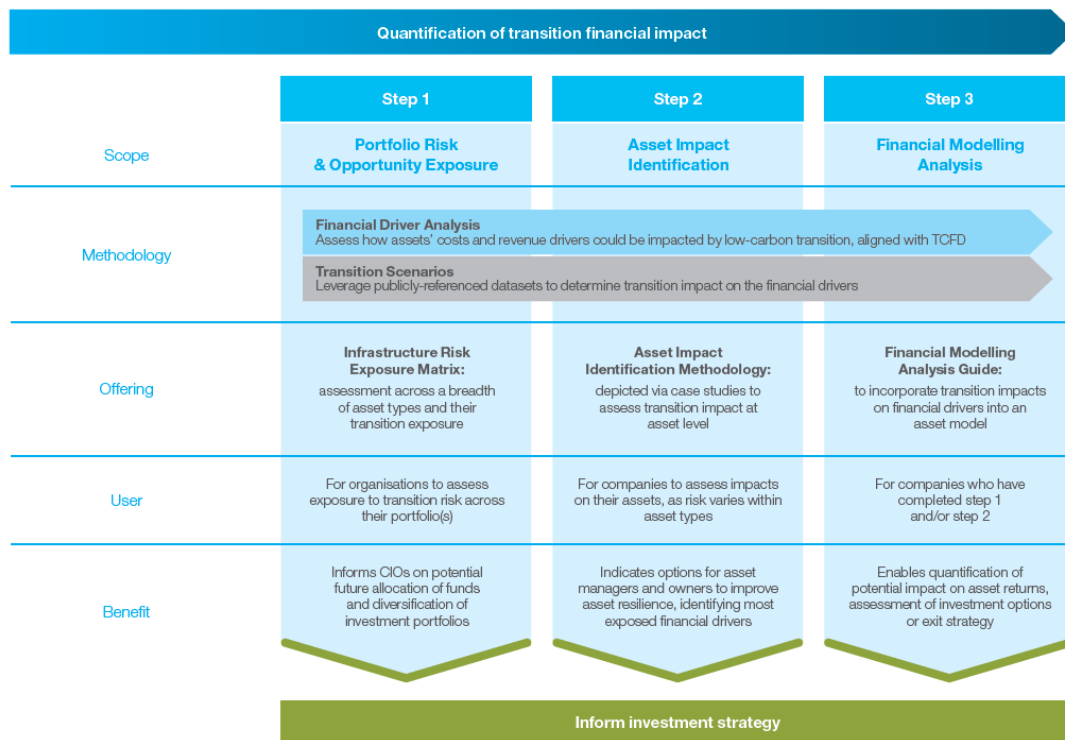 Quantification of transition financial impact
Step 1
Step 2
Step 3
Scope
Portfolio Risk
& Opportunity Exposure
Asset Impact
Identification
Financial Modelling
Analysis
Methodology
Financial Driver Analysis
Assess how assets' costs and revenue drivers could be impacted by low-carbon transition, aligned with TCFD
Transition Scenarios
Leverage publicly-referenced datasets to determine transition impact on the financial drivers
Offering
Infrastructure Risk
Exposure Matrix:
assessment across a breadth
of asset types and their
transition exposure
Asset Impact
Identification Methodology:
depicted via case studies to
assess transition impact at
asset level
Financial Modelling
Analysis Guide:
to incorporate transition impacts
on financial drivers into an
asset model
User
For organisations to assess
exposure to transition risk across
their portfolio(s)
For companies to assess impacts
on their assets, as risk varies within
asset types
For companies who have
completed step 1
and/or step 2
Benefit
Informs CIOs on potential
future allocation of funds
and diversification of
investment portfolios
Indicates options for asset
managers and owners to improve
asset resilience, identifying most
exposed financial drivers
Enables quantification of
potential impact on asset returns,
assessment of investment options
or exit strategy
Inform investment strategy